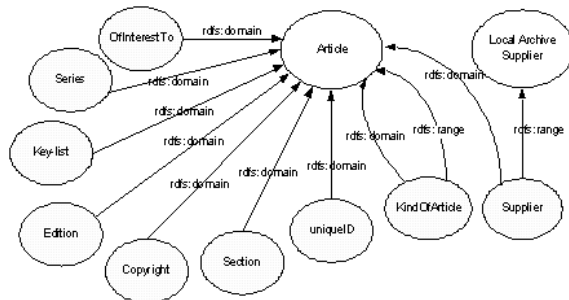 OfInterestTo
rdfs:domain
Article
Local Archive
Supplier
Series
rdfs:domain
rdfs:domain
Key-list
rdfs:domain
rdfs:domain
rdfs:domain
rdfs:domain
rdfs:domain
rdfs:domain
rdfs:range
rdfs:range
Edition
Copyright
Section
uniqueID
KindOfArticle
Supplier